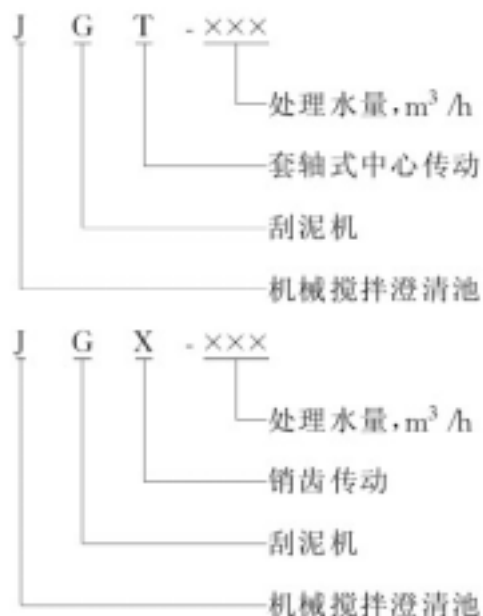 J G T - ×××
处理水量,m³/h
套轴式中心传动
刮泥机
机械搅拌澄清池
J G X - ×××
处理水量,m³/h
销齿传动
刮泥机
机械搅拌澄清池